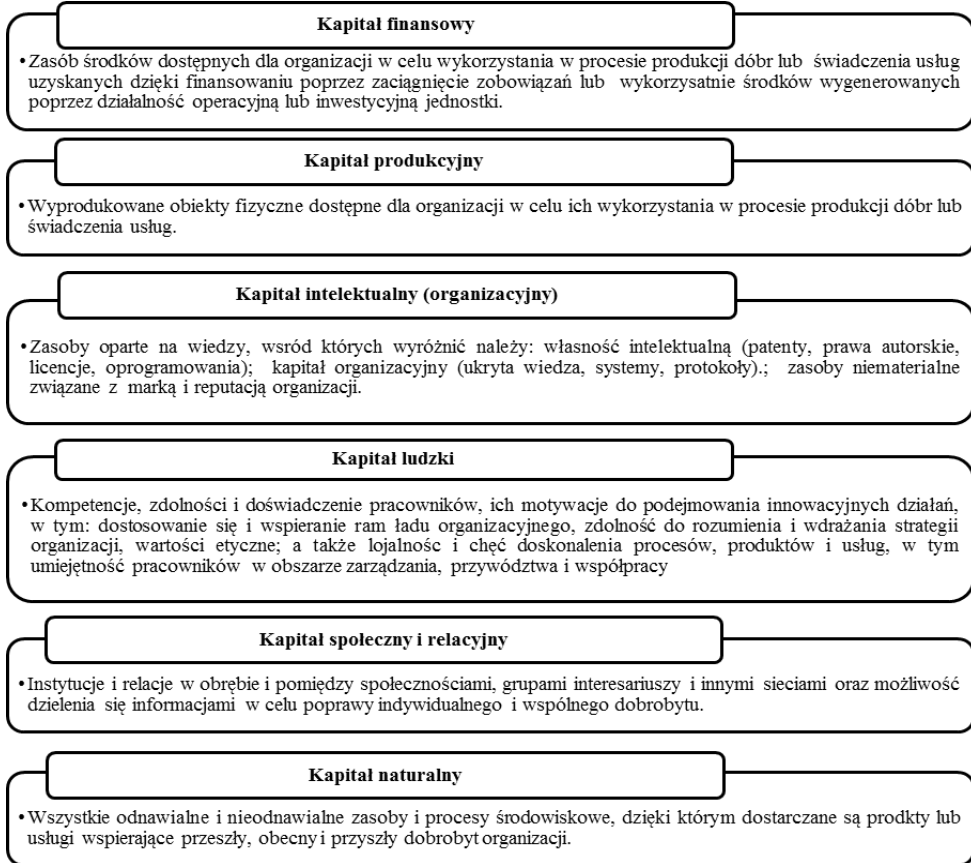 Kapitał finansowy
•Zasób środków dostępnych dla organizacji w celu wykorzystania w procesie produkcji dóbr lub świadczenia usług
uzyskanych dzięki finansowaniu poprzez zaciągnięcie zobowiązań lub wykorzysatnie środków wygenerowanych
poprzez działalność operacyjną lub inwestycyjną jednostki.
Kapitał produkcyjny
•Wyprodukowane obiekty fizyczne dostępne dla organizacji w celu ich wykorzystania w procesie produkcji dóbr lub
świadczenia usług.
Kapitał intelektualny (organizacyjny)
•Zasoby oparte na wiedzy, wsród których wyróżnić należy: własność intelektualną (patenty, prawa autorskie,
licencje, oprogramowania); kapitał organizacyjny (ukryta wiedza, systemy, protokoły).; zasoby niematerialne
związane z marką i reputacją organizacji.
Kapitał ludzki
•Kompetencje, zdolności i doświadczenie pracowników, ich motywacje do podejmowania innowacyjnych działań,
w tym: dostosowanie się i wspieranie ram ładu organizacyjnego, zdolność do rozumienia i wdrażania strategii
organizacji, wartości etyczne; a także lojalnośc i chęć doskonalenia procesów, produktów i usług, w tym
umiejętność pracowników w obszarze zarządzania, przywództwa i współpracy
Kapitał społeczny i relacyjny
•Instytucje i relacje w obrębie i pomiędzy społecznościami, grupami interesariuszy i innymi sieciami oraz możliwość
dzielenia się informacjami w celu poprawy indywidualnego i wspólnego dobrobytu.
Kapitał naturalny
•Wszystkie odnawialne i nieodnawialne zasoby i procesy środowiskowe, dzięki którym dostarczane są prodkty lub
usługi wspierające przeszły, obecny i przyszły dobrobyt organizacji.